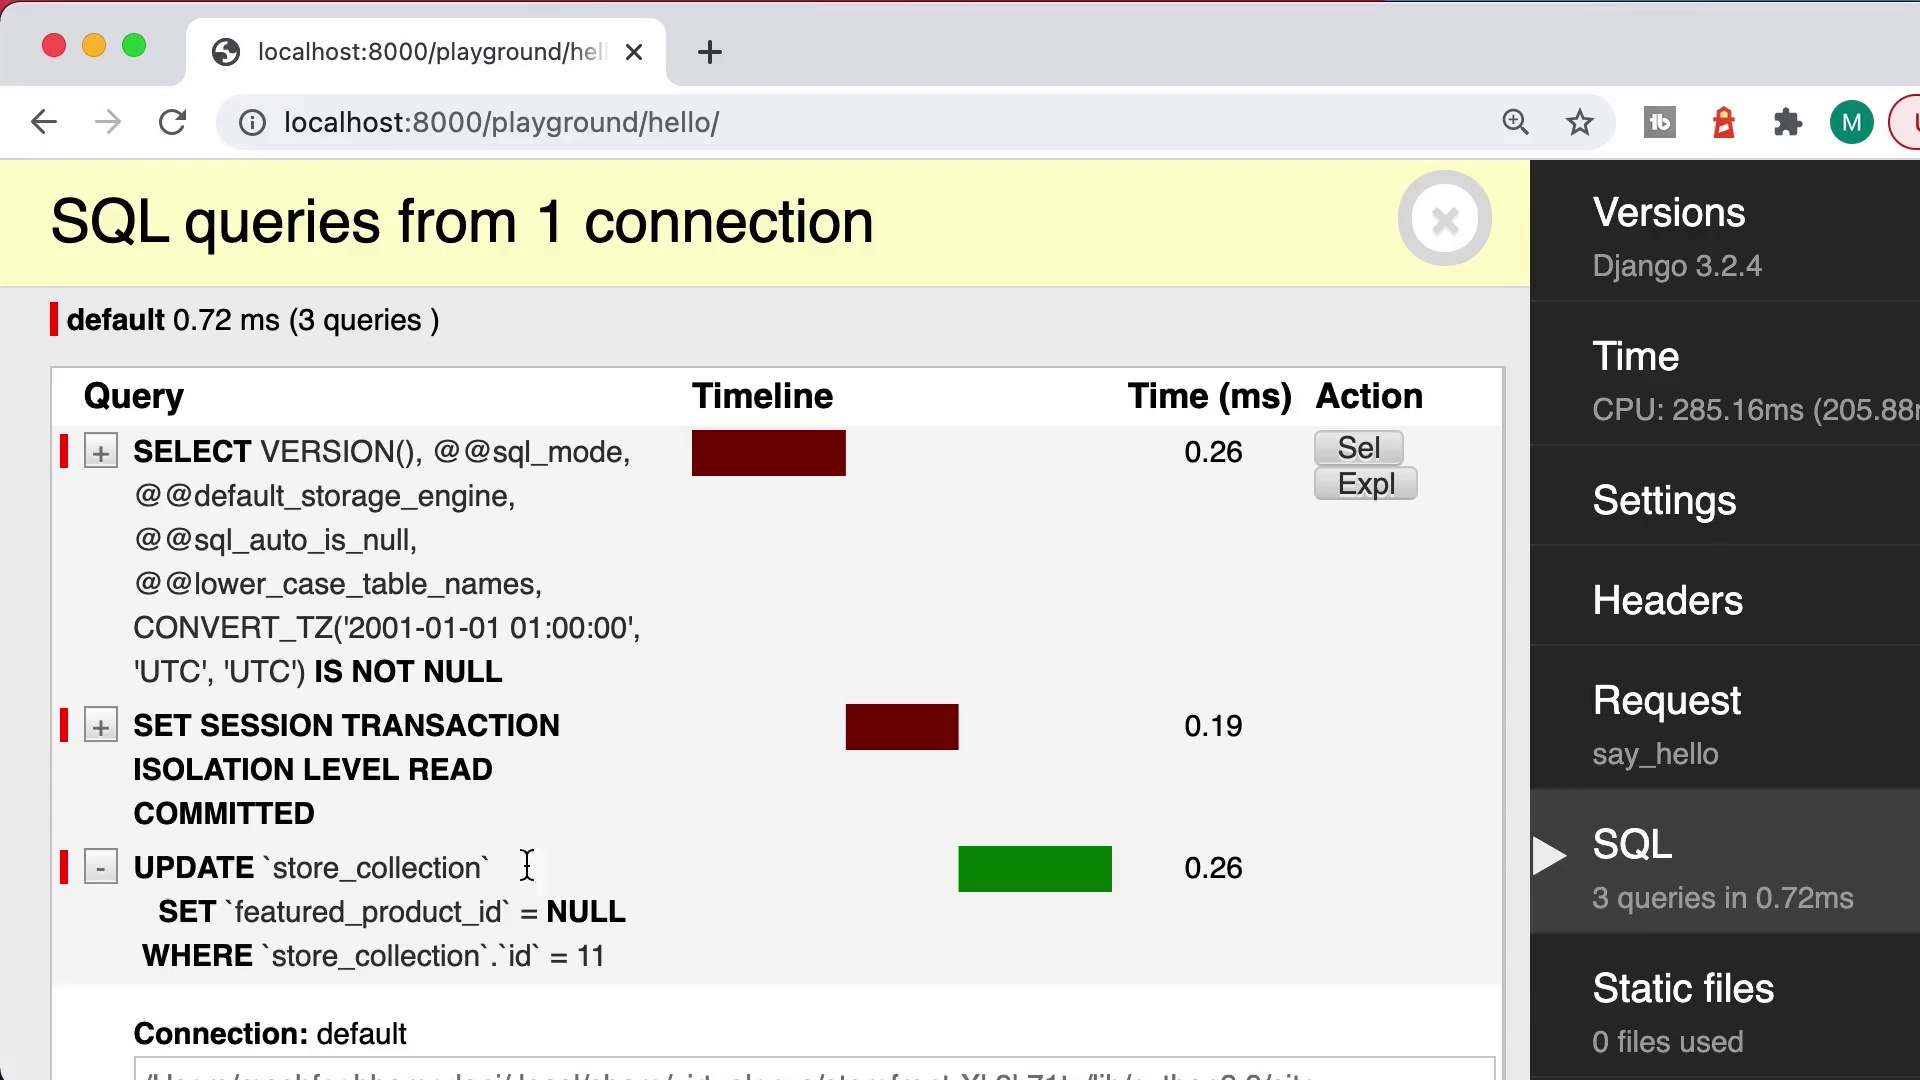 localhost:8000/playground/hell
localhost:8000/playground/hello/
M
SQL queries from 1 connection
default 0.72 ms (3 queries )
Query Timeline Time (ms) Action
+ SELECT VERSION(), @@sql_mode, 0.26 Sel
@@default_storage_engine, Expl
@@sql_auto_is_null,
@@lower_case_table_names,
CONVERT_TZ('2001-01-01 01:00:00',
'UTC', 'UTC') IS NOT NULL
+ SET SESSION TRANSACTION 0.19
ISOLATION LEVEL READ
COMMITTED
- UPDATE `store_collection` 0.26
SET `featured_product_id` = NULL
WHERE `store_collection`.`id` = 11
Connection: default
Versions
Django 3.2.4
Time
CPU: 285.16ms (205.88
Settings
Headers
Request
say_hello
SQL
3 queries in 0.72ms
Static files
0 files used